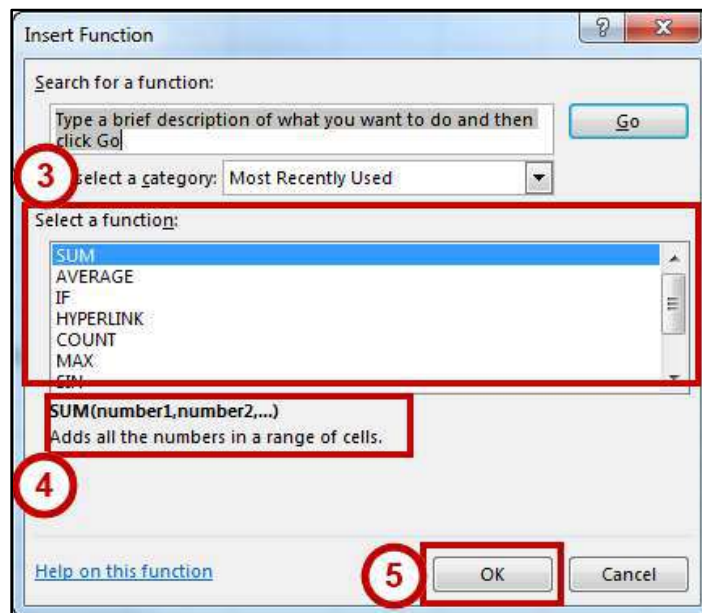 Insert Function
?
Search for a function:
Type a brief description of what you want to do and then
click Go
Go
3
select a category: Most Recently Used
Select a function:
SUM
AVERAGE
IF
HYPERLINK
COUNT
MAX
SIN
SUM(number1,number2,...)
Adds all the numbers in a range of cells.
4
Help on this function
5
OK
Cancel